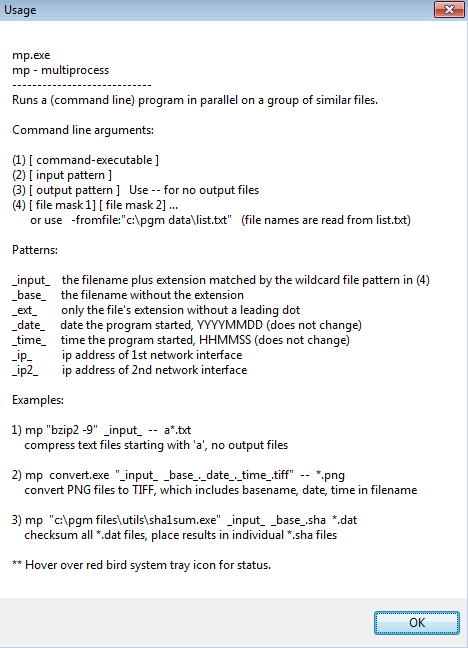 Usage
mp.exe
mp - multiprocess
----------------------------
Runs a (command line) program in parallel on a group of similar files.
Command line arguments:
(1) [ command-executable ]
(2) [ input pattern ]
(3) [ output pattern ]   Use -- for no output files
(4) [ file mask 1] [ file mask 2] ...
or use   -fromfile:"c:\pgm data\list.txt"   (file names are read from list.txt)
Patterns:
_input_   the filename plus extension matched by the wildcard file pattern in (4)
_base_    the filename without the extension
_ext_     only the file's extension without a leading dot
_date_    date the program started, YYYYMMDD (does not change)
_time_    time the program started, HHMMSS (does not change)
_ip_      ip address of 1st network interface
_ip2_     ip address of 2nd network interface
Examples:
1) mp "bzip2 -9"  _input_  --  a*.txt
compress text files starting with 'a', no output files
2) mp  convert.exe  "_input_  _base_._date_._time_.tiff"  --  *.png
convert PNG files to TIFF, which includes basename, date, time in filename
3) mp  "c:\pgm files\utils\sha1sum.exe"  _input_  _base_.sha  *.dat
checksum all *.dat files, place results in individual *.sha files
** Hover over red bird system tray icon for status.
OK